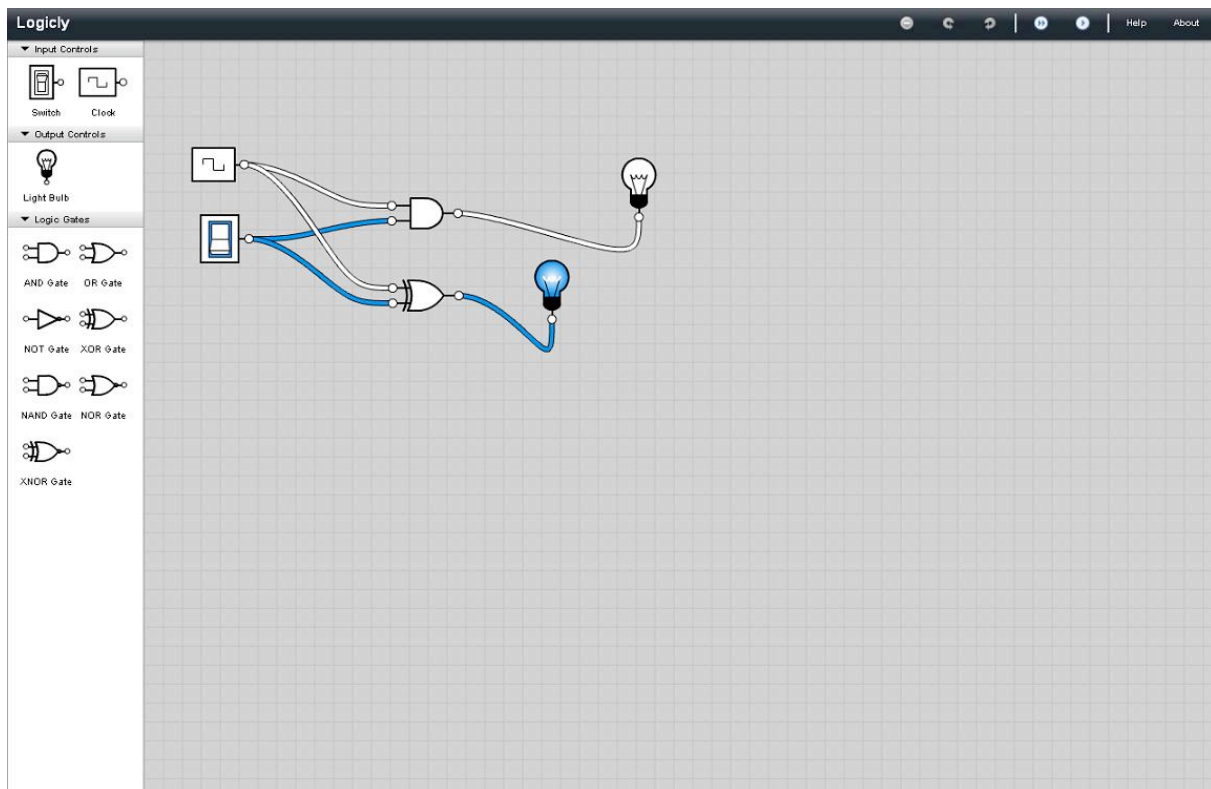 Logicly
Help About
Input Controls
Switch Clock
Output Controls
Light Bulb
Logic Gates
AND Gate OR Gate
NOT Gate XOR Gate
NAND Gate NOR Gate
XNOR Gate